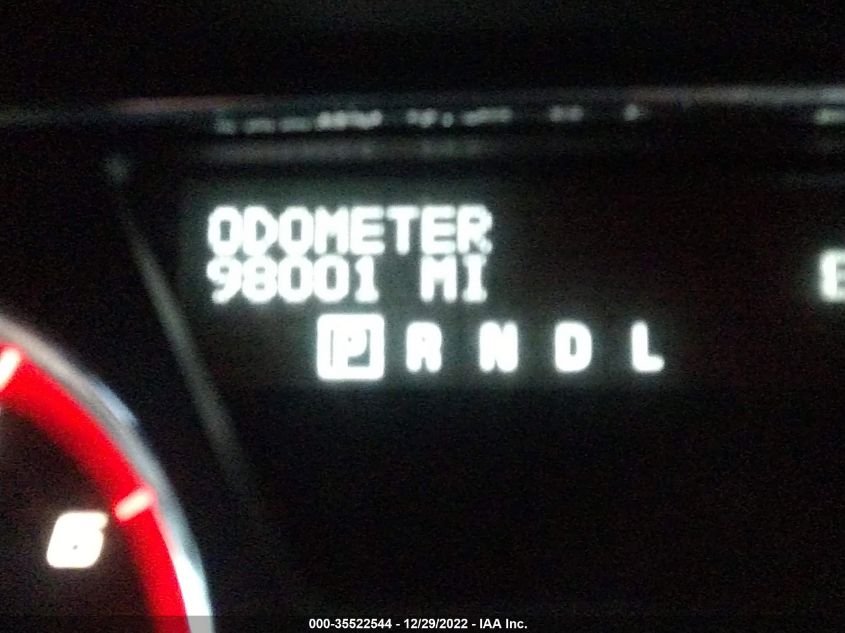 ODOMETER
98001 MI
P R N D L
6
000-35522544 - 12/29/2022 - IAA Inc.